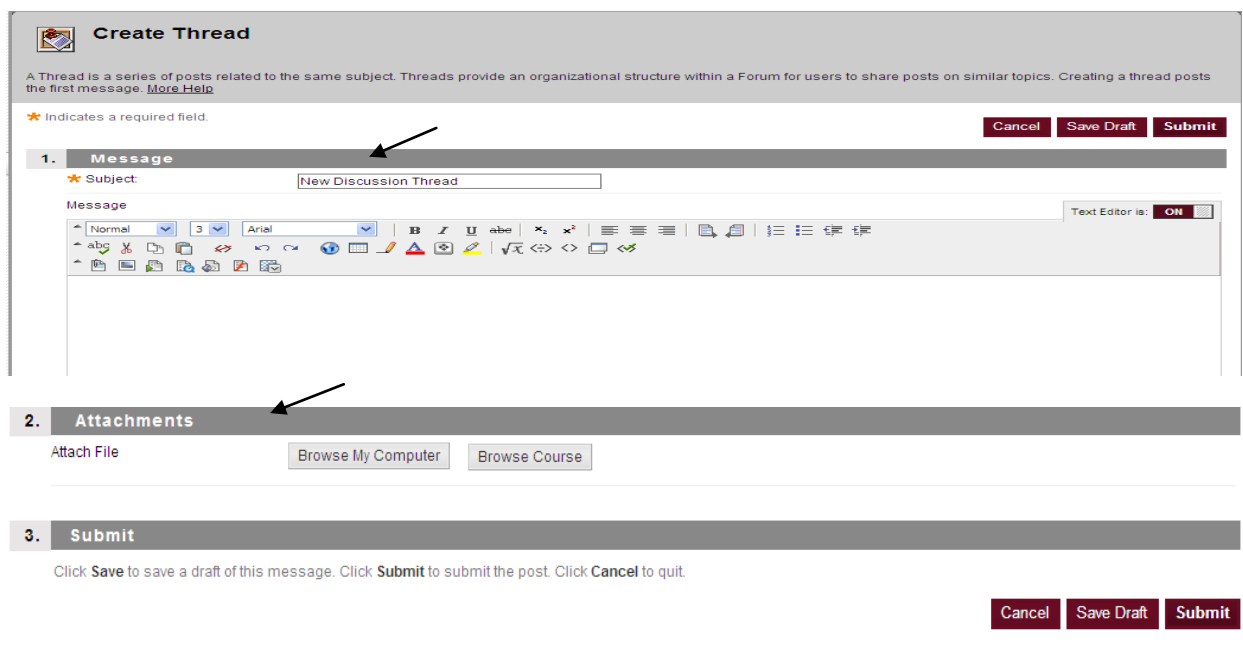 Create Thread
A Thread is a series of posts related to the same subject. Threads provide an organizational structure within a Forum for users to share posts on similar topics. Creating a thread posts
the first message. More Help
Indicates a required field.
Cancel Save Draft Submit
1. Message
Subject: New Discussion Thread
Message
Text Editor is: ON
Normal 3 Arial B I U abc x₂ x²
abc √x
2. Attachments
Attach File Browse My Computer Browse Course
3. Submit
Click Save to save a draft of this message. Click Submit to submit the post. Click Cancel to quit.
Cancel Save Draft Submit